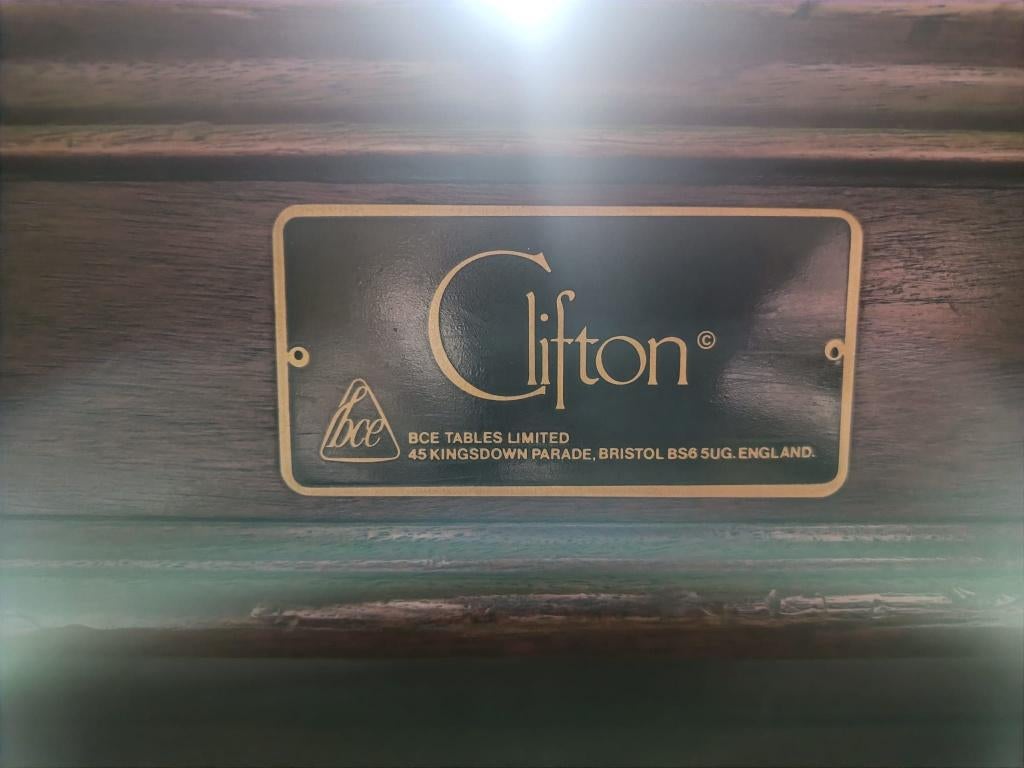 Clifton©
bce
BCE TABLES LIMITED
45 KINGSDOWN PARADE, BRISTOL BS6 5UG. ENGLAND.